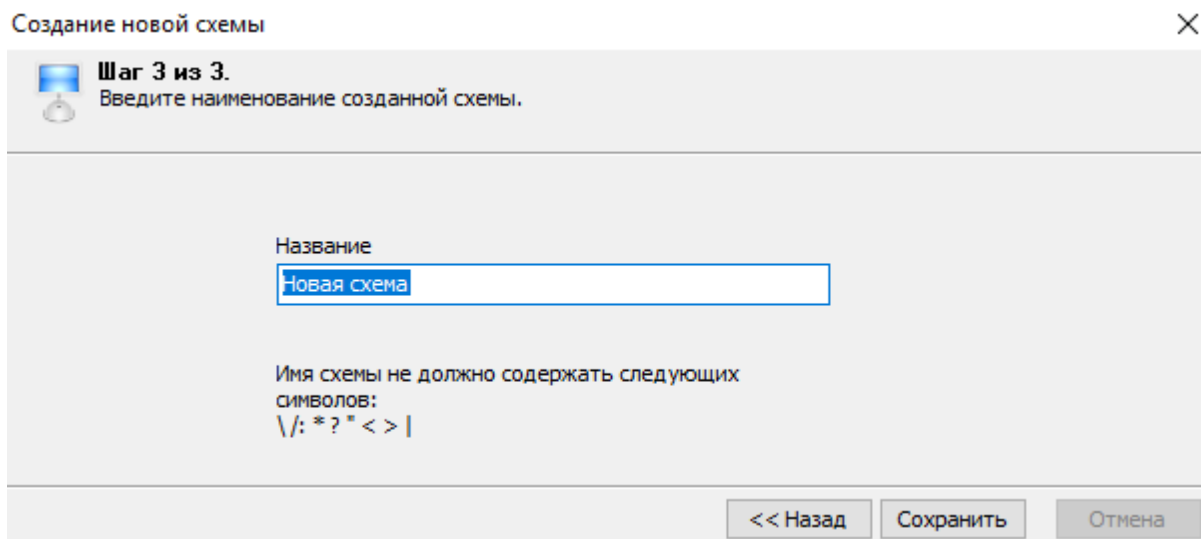 Создание новой схемы
Шаг 3 из 3.
Введите наименование созданной схемы.
Название
Новая схема
Имя схемы не должно содержать следующих
символов:
\ /: * ? " < > |
<< Назад
Сохранить
Отмена